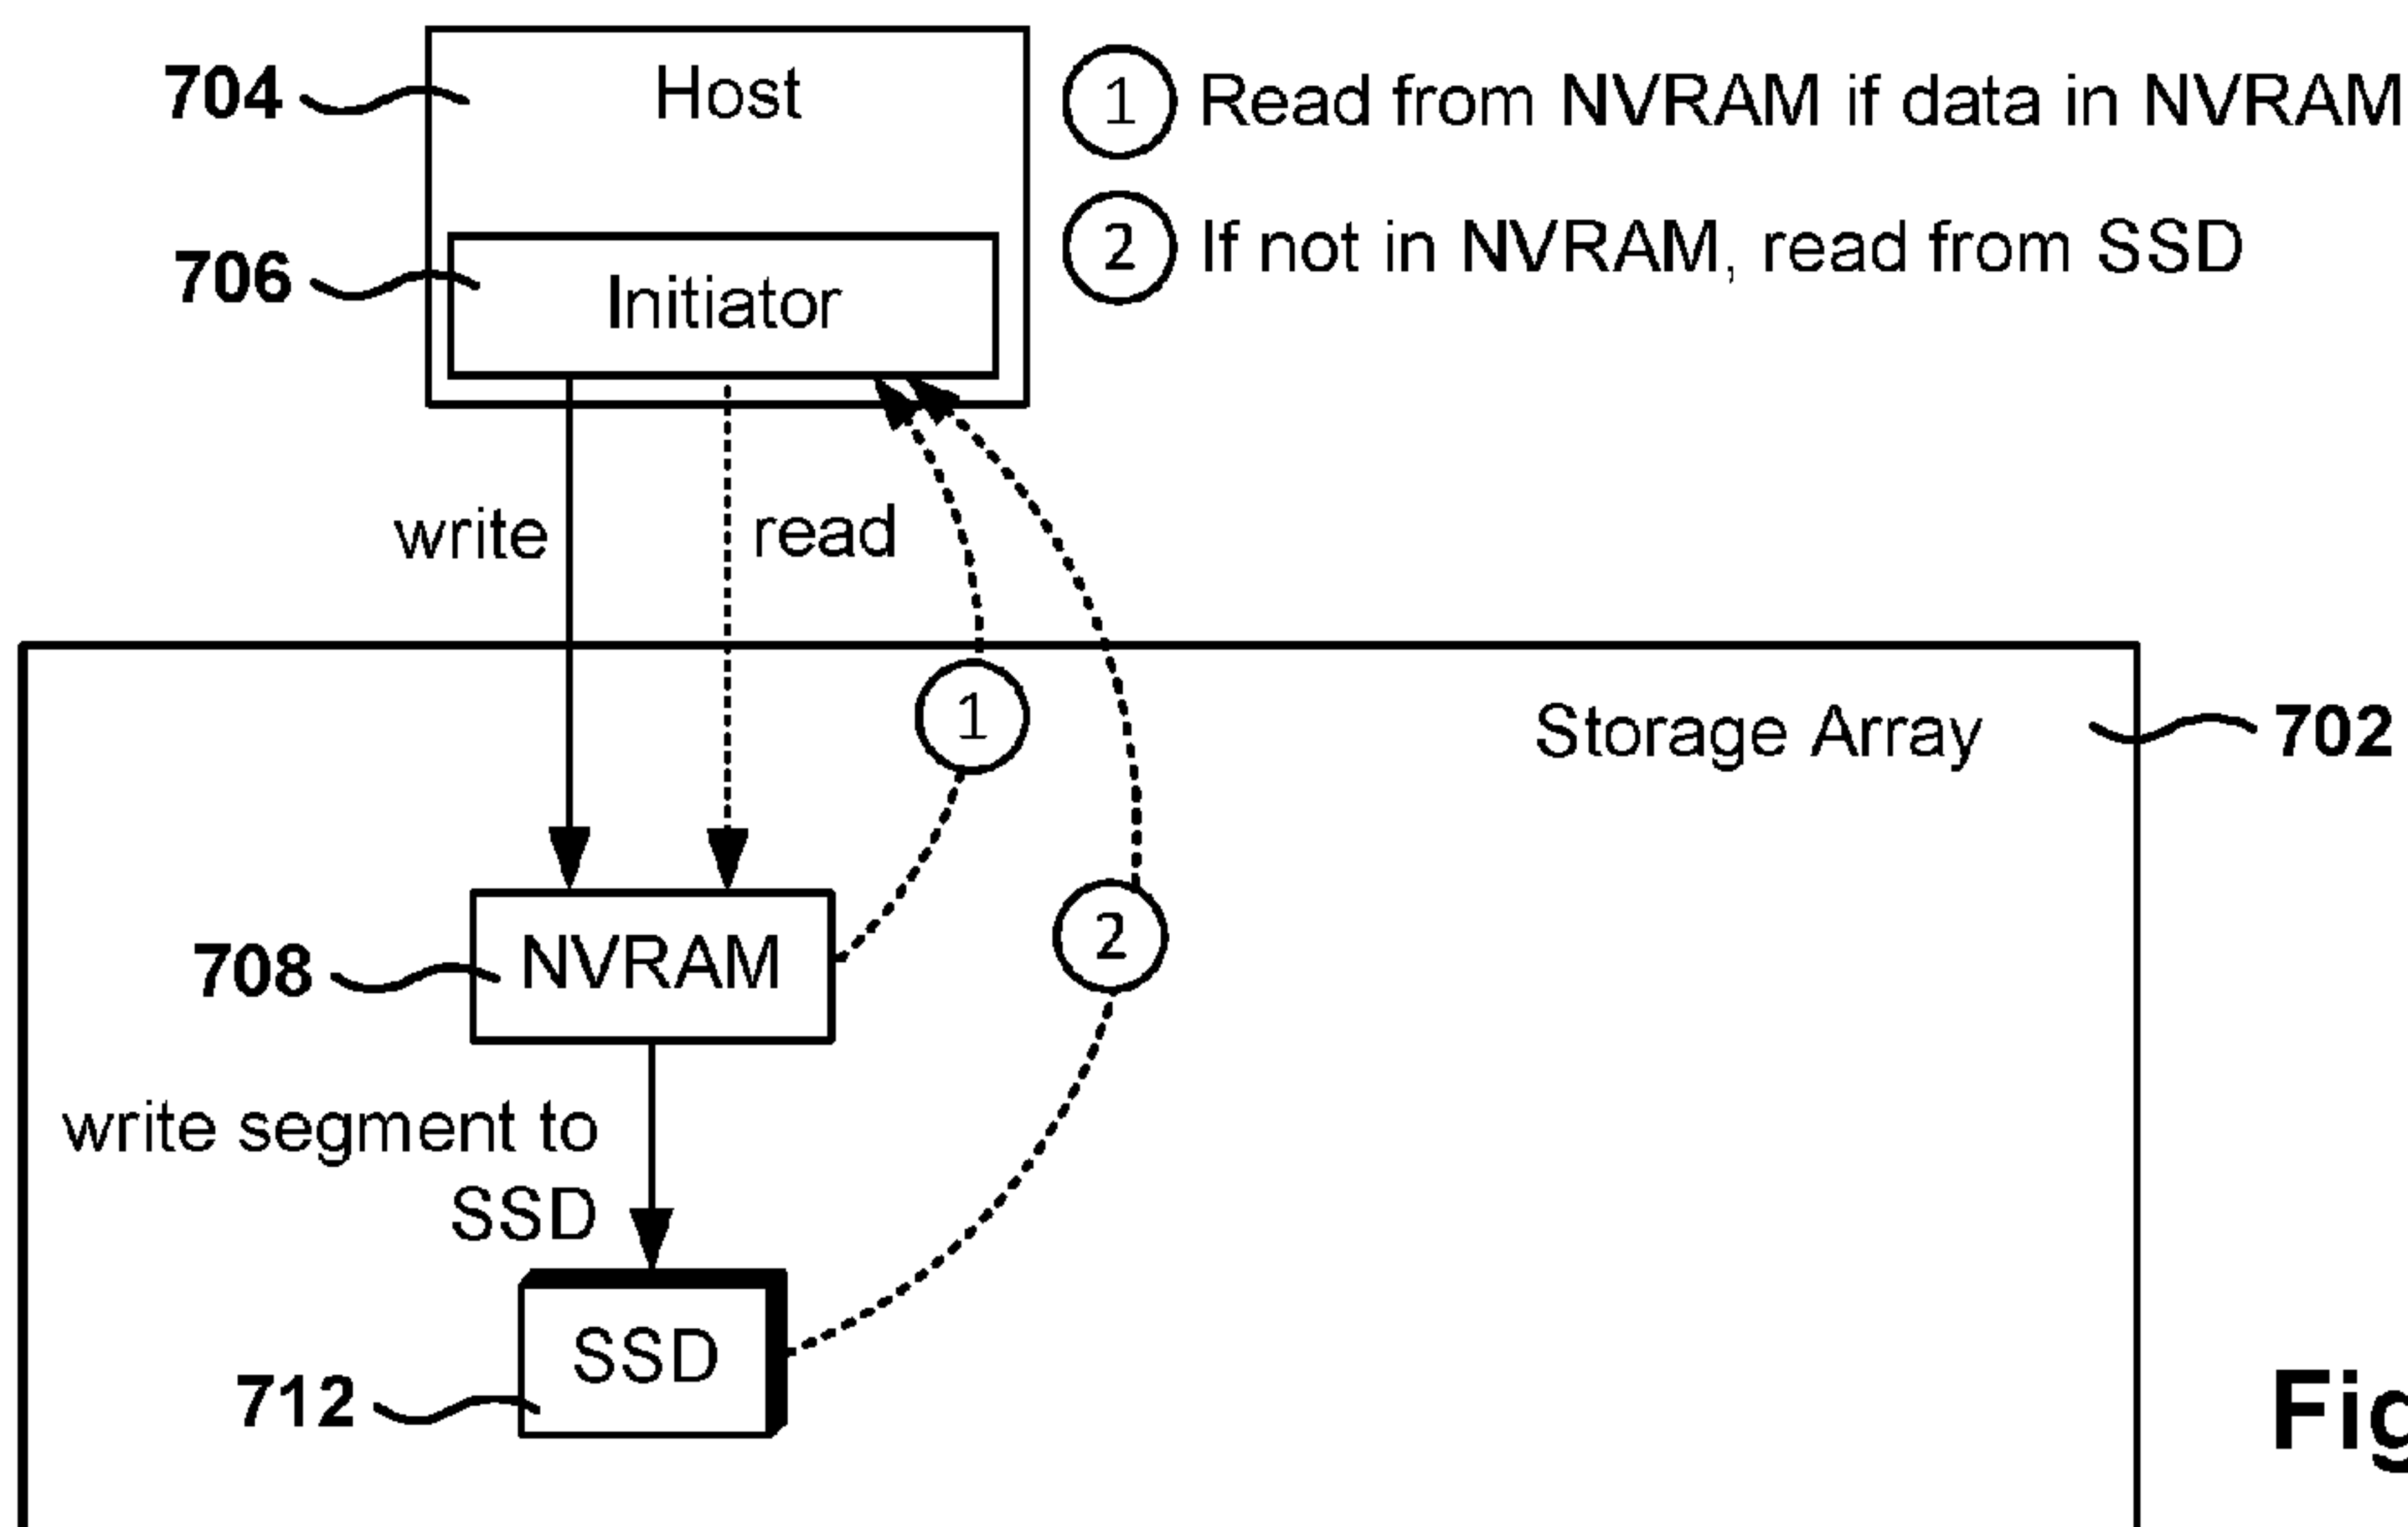 704
Host
① Read from NVRAM if data in NVRAM
② If not in NVRAM, read from SSD
706
Initiator
write
read
①
Storage Array
702
②
708
NVRAM
write segment to
SSD
SSD
712
Fig